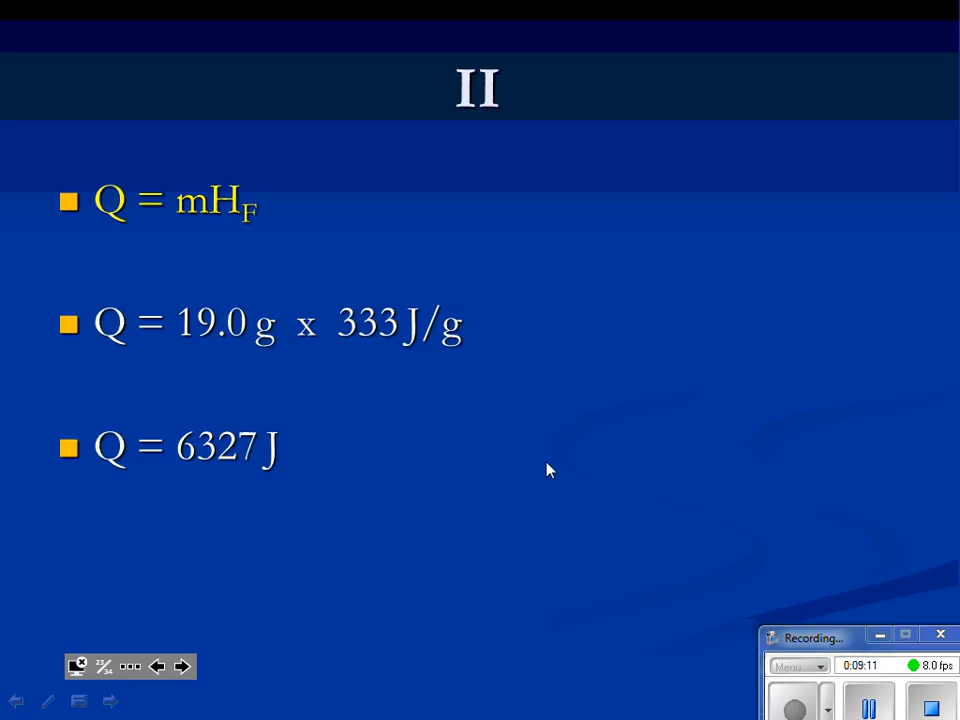 II
Q = mHF
Q = 19.0 g x 333 J/g
Q = 6327 J
Recording...
Menu
0:09:11
8.0 fps
23/34